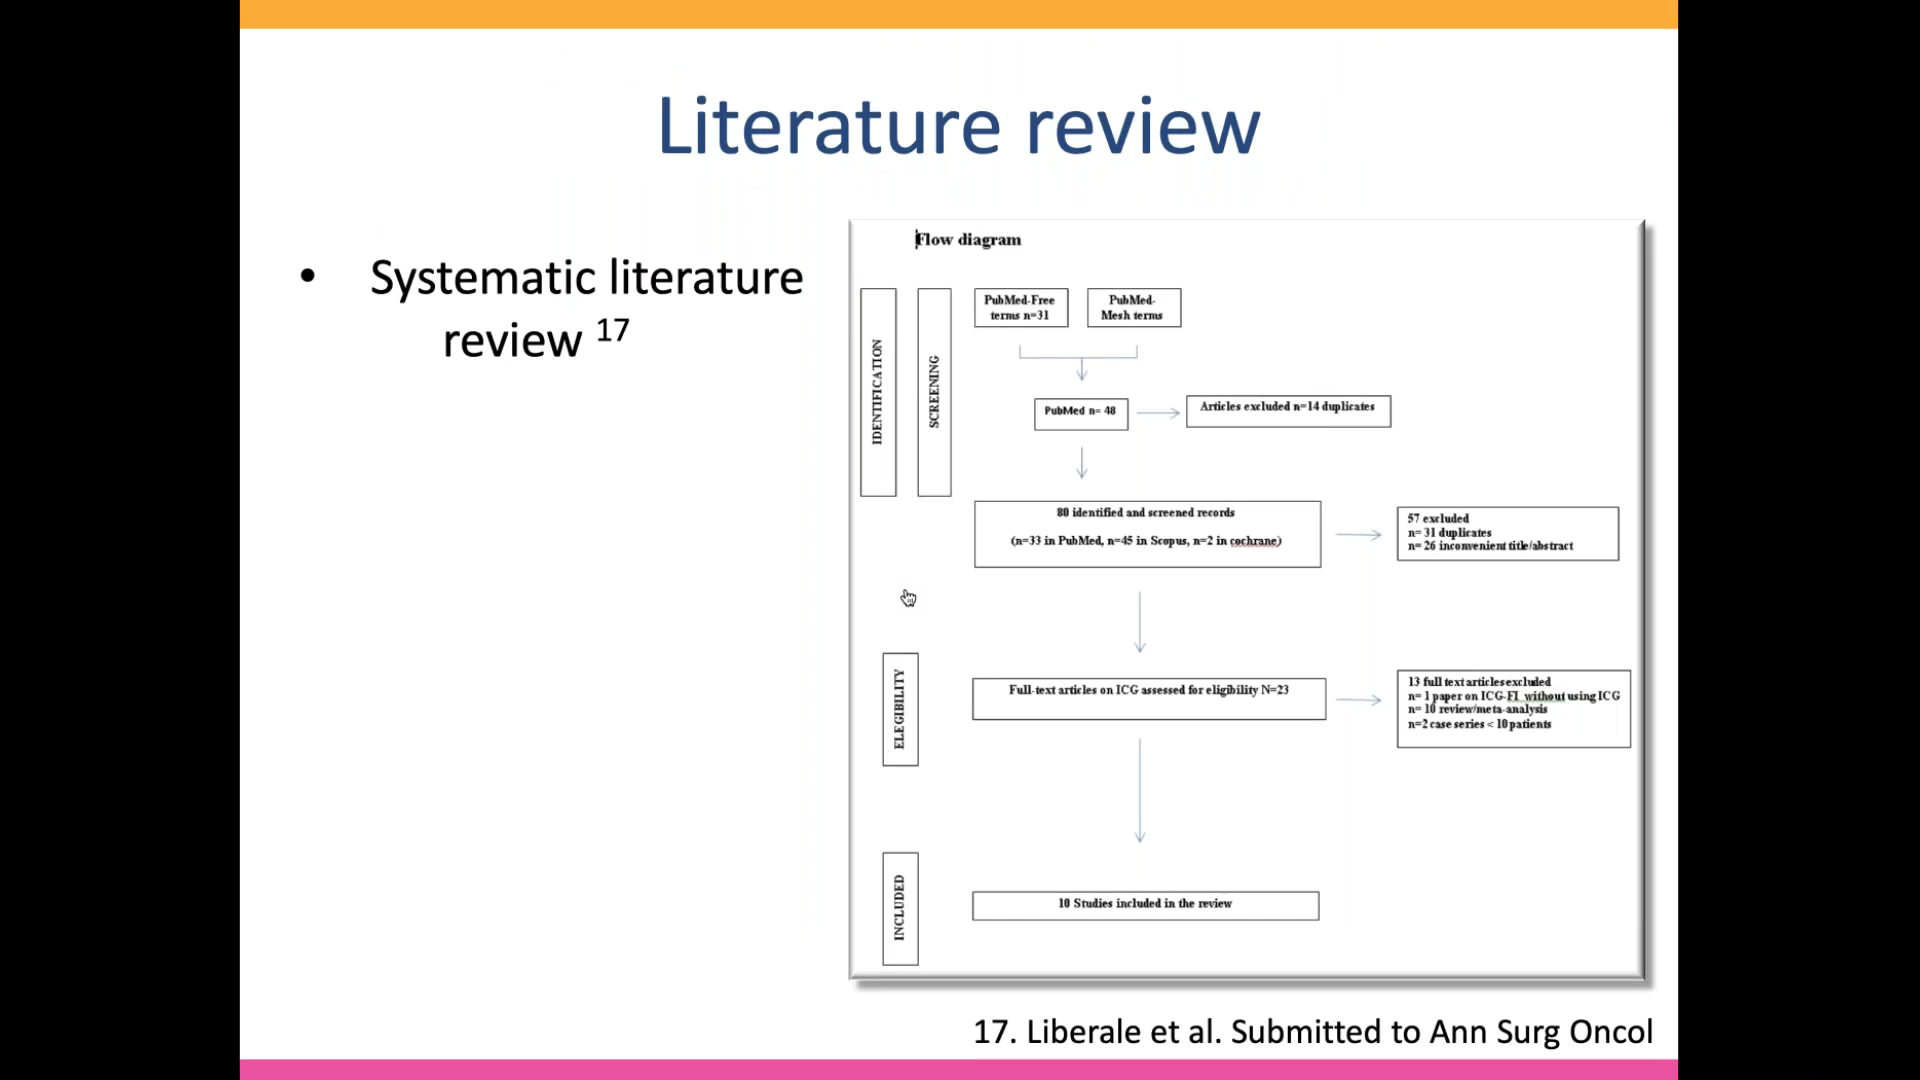 Literature review
• Systematic literature
review 17
Flow diagram
IDENTIFICATION
SCREENING
PubMed-Free
terms n=31
PubMed-
Mesh terms
PubMed n= 48
Articles excluded n=14 duplicates
80 identified and screened records
(n=33 in PubMed, n=45 in Scopus, n=2 in cochrane)
57 excluded
n= 31 duplicates
n= 26 inconvenient title/abstract
ELEGIBILITY
Full-text articles on ICG assessed for eligibility N=23
13 full text articles excluded
n= 1 paper on ICG-FI without using ICG
n= 10 review/meta-analysis
n=2 case series < 10 patients
INCLUDED
10 Studies included in the review
17. Liberale et al. Submitted to Ann Surg Oncol